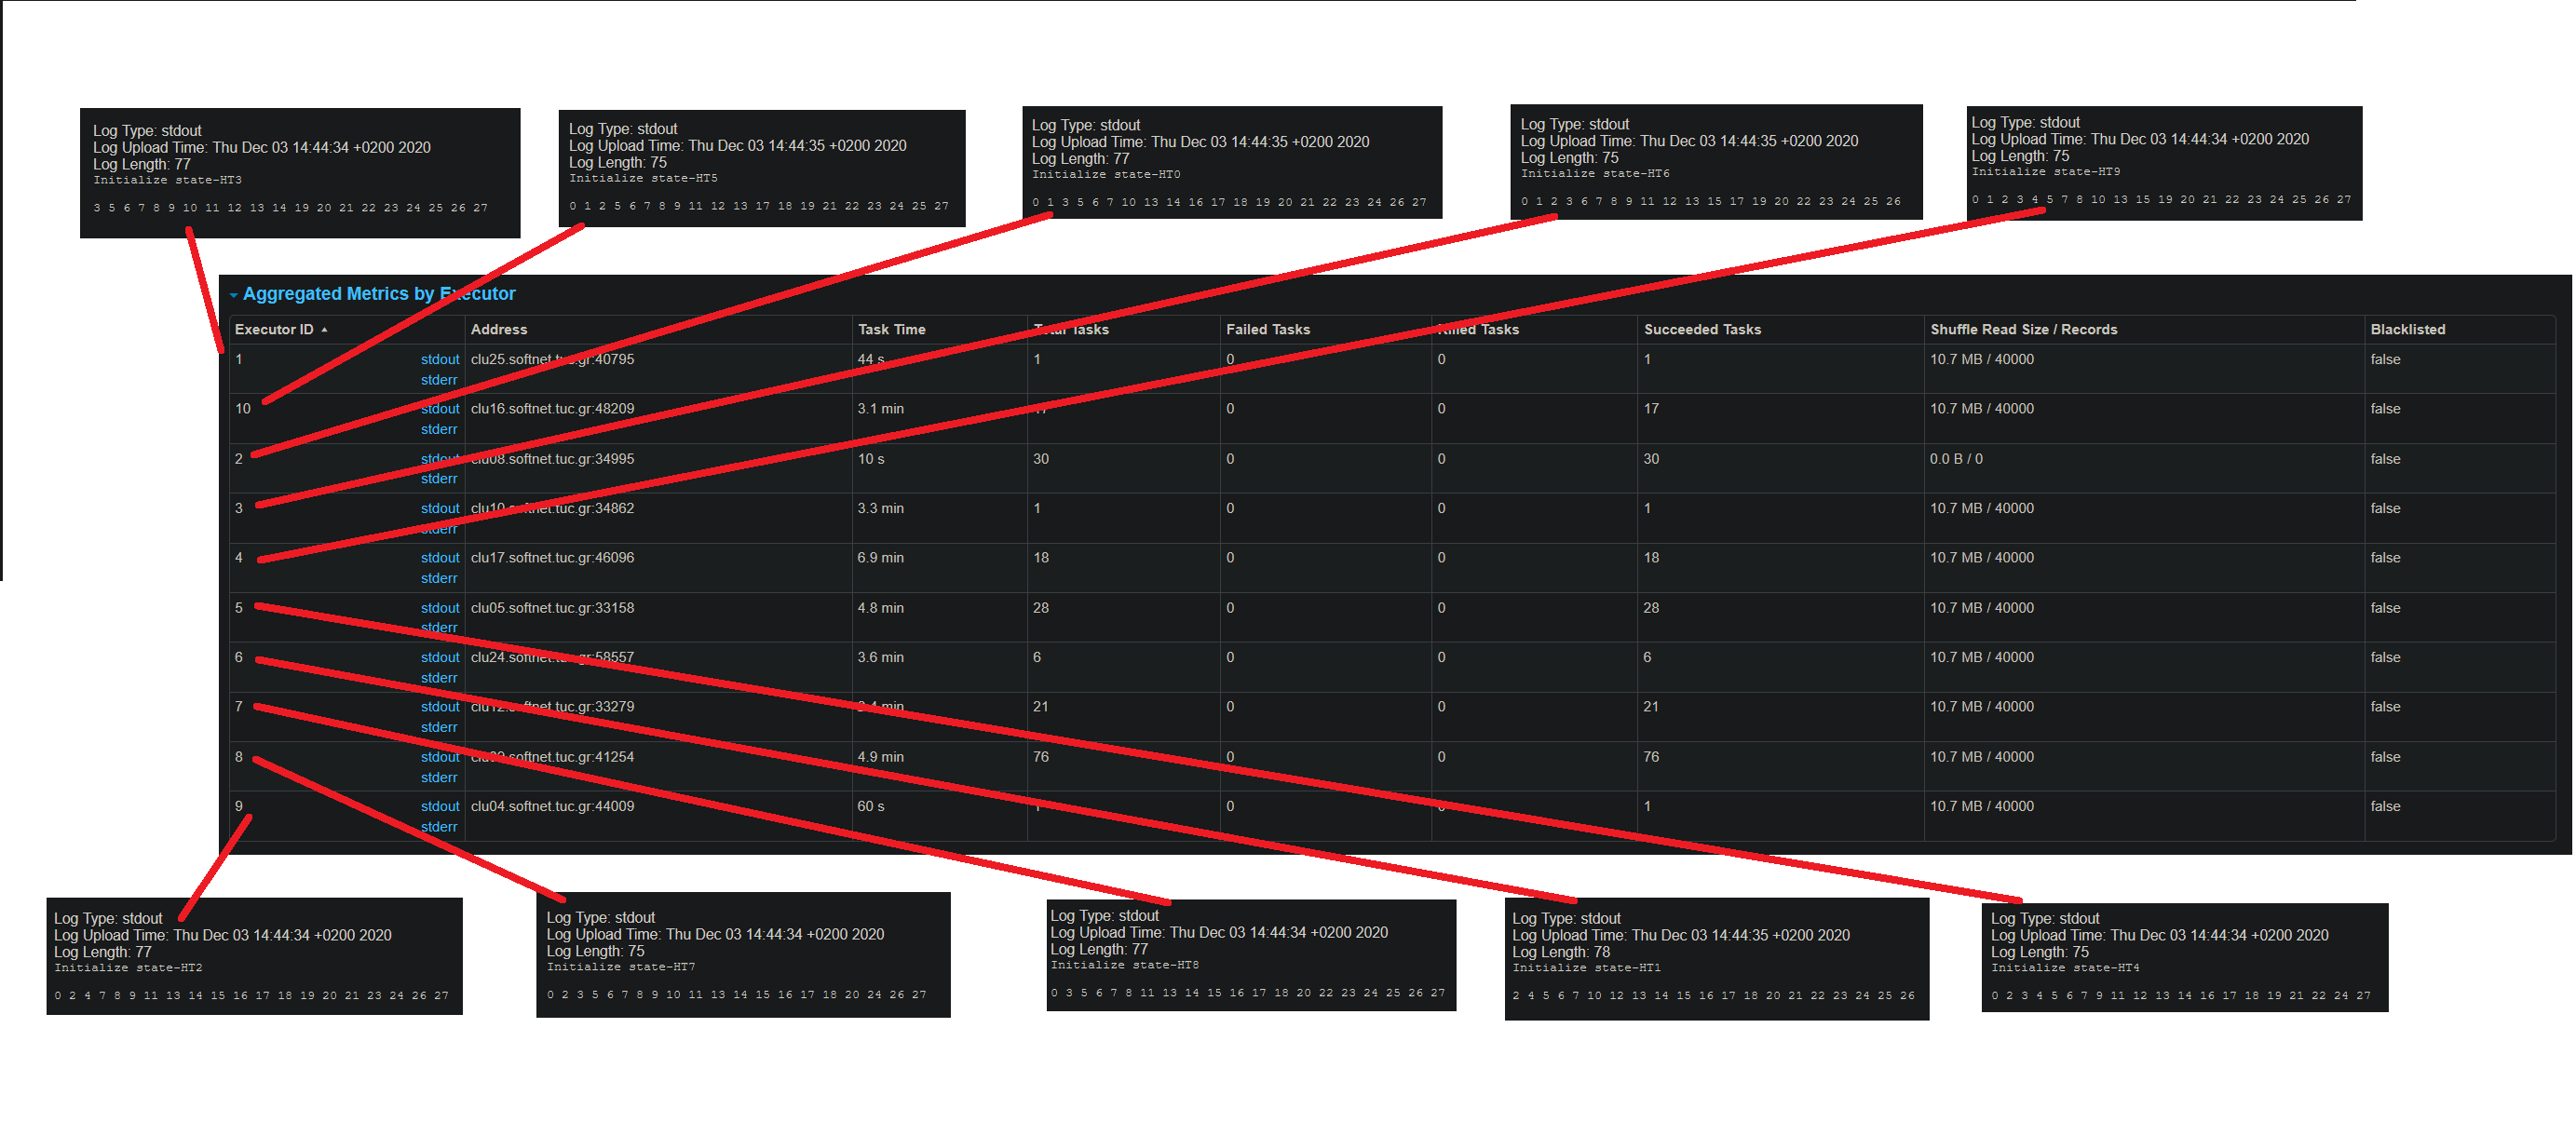 Log Type: stdout
Log Upload Time: Thu Dec 03 14:44:34 +0200 2020
Log Length: 77
Initialize state-HT3
3 5 6 7 8 9 10 11 12 13 14 19 20 21 22 23 24 25 26 27
Log Type: stdout
Log Upload Time: Thu Dec 03 14:44:35 +0200 2020
Log Length: 75
Initialize state-HT5
0 1 2 5 6 7 8 9 11 12 13 17 18 19 21 22 23 24 25 27
Log Type: stdout
Log Upload Time: Thu Dec 03 14:44:35 +0200 2020
Log Length: 77
Initialize state-HT0
0 1 3 5 6 7 10 13 14 16 17 18 19 20 21 22 23 24 26 27
Log Type: stdout
Log Upload Time: Thu Dec 03 14:44:35 +0200 2020
Log Length: 75
Initialize state-HT6
0 1 2 3 6 7 8 9 11 12 13 15 17 19 20 22 23 24 25 26
Log Type: stdout
Log Upload Time: Thu Dec 03 14:44:34 +0200 2020
Log Length: 75
Initialize state-HT9
0 1 2 3 4 5 7 8 10 13 15 19 20 21 22 23 24 25 26 27
Aggregated Metrics by Executor
Executor ID Address Task Time Total Tasks Failed Tasks Killed Tasks Succeeded Tasks Shuffle Read Size / Records Blacklisted
1 stdout clu25.softnet.tuc.gr:40795 44 s 1 0 0 1 10.7 MB / 40000 false
stderr
10 stdout clu16.softnet.tuc.gr:48209 3.1 min 17 0 0 17 10.7 MB / 40000 false
stderr
2 stdout clu08.softnet.tuc.gr:34995 10 s 30 0 0 30 0.0 B / 0 false
stderr
3 stdout clu10.softnet.tuc.gr:34862 3.3 min 1 0 0 1 10.7 MB / 40000 false
stderr
4 stdout clu17.softnet.tuc.gr:46096 6.9 min 18 0 0 18 10.7 MB / 40000 false
stderr
5 stdout clu05.softnet.tuc.gr:33158 4.8 min 28 0 0 28 10.7 MB / 40000 false
stderr
6 stdout clu24.softnet.tuc.gr:58557 3.6 min 6 0 0 6 10.7 MB / 40000 false
stderr
7 stdout clu12.softnet.tuc.gr:33279 min 21 0 0 21 10.7 MB / 40000 false
stderr
8 stdout 4.9 min 76 0 0 76 10.7 MB / 40000 false
stderr
9 stdout clu04.softnet.tuc.gr:44009 60 s 1 0 0 1 10.7 MB / 40000 false
stderr
Log Type: stdout
Log Upload Time: Thu Dec 03 14:44:34 +0200 2020
Log Length: 77
Initialize state-HT2
0 2 4 7 8 9 11 13 14 15 16 17 18 19 20 21 23 24 26 27
Log Type: stdout
Log Upload Time: Thu Dec 03 14:44:34 +0200 2020
Log Length: 75
Initialize state-HT7
0 2 3 5 6 7 8 9 10 11 13 14 15 16 17 18 20 24 26 27
Log Type: stdout
Log Upload Time: Thu Dec 03 14:44:34 +0200 2020
Log Length: 77
Initialize state-HT8
0 3 5 6 7 8 11 13 14 15 16 17 18 20 22 23 25 25 26 27
Log Type: stdout
Log Upload Time: Thu Dec 03 14:44:35 +0200 2020
Log Length: 78
Initialize state-HT1
2 4 5 6 7 10 12 13 14 15 16 17 18 20 21 22 23 24 25 26
Log Type: stdout
Log Upload Time: Thu Dec 03 14:44:34 +0200 2020
Log Length: 75
Initialize state-HT4
0 2 3 4 5 6 7 9 11 12 13 14 16 17 18 19 21 22 24 27